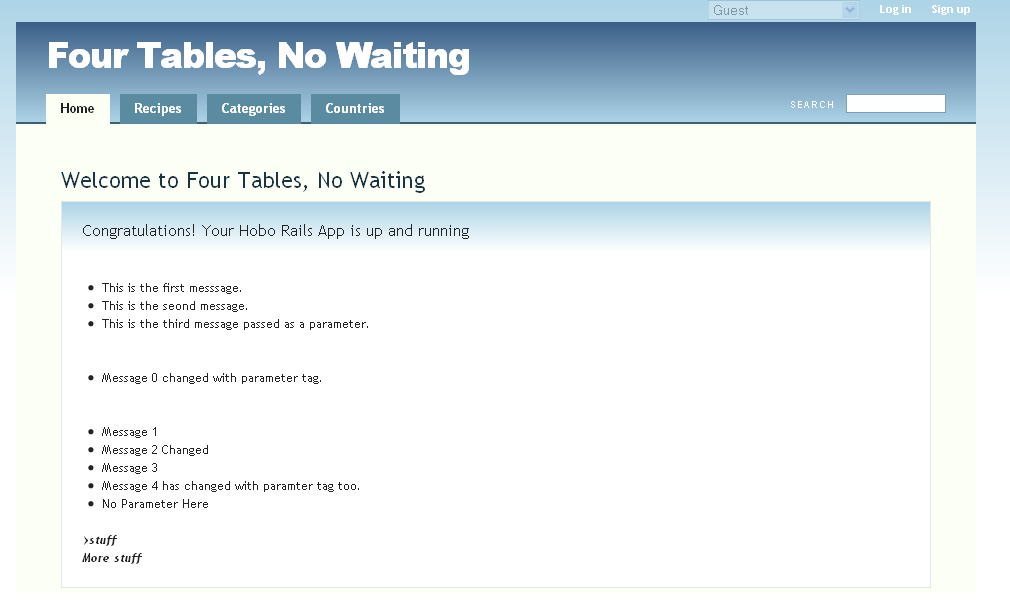 Guest Log in Sign up
Four Tables, No Waiting
Home Recipes Categories Countries SEARCH
Welcome to Four Tables, No Waiting
Congratulations! Your Hobo Rails App is up and running
• This is the first messsage.
• This is the seond message.
• This is the third message passed as a parameter.
• Message 0 changed with parameter tag.
• Message 1
• Message 2 Changed
• Message 3
• Message 4 has changed with paramter tag too.
• No Parameter Here
>stuff
More stuff